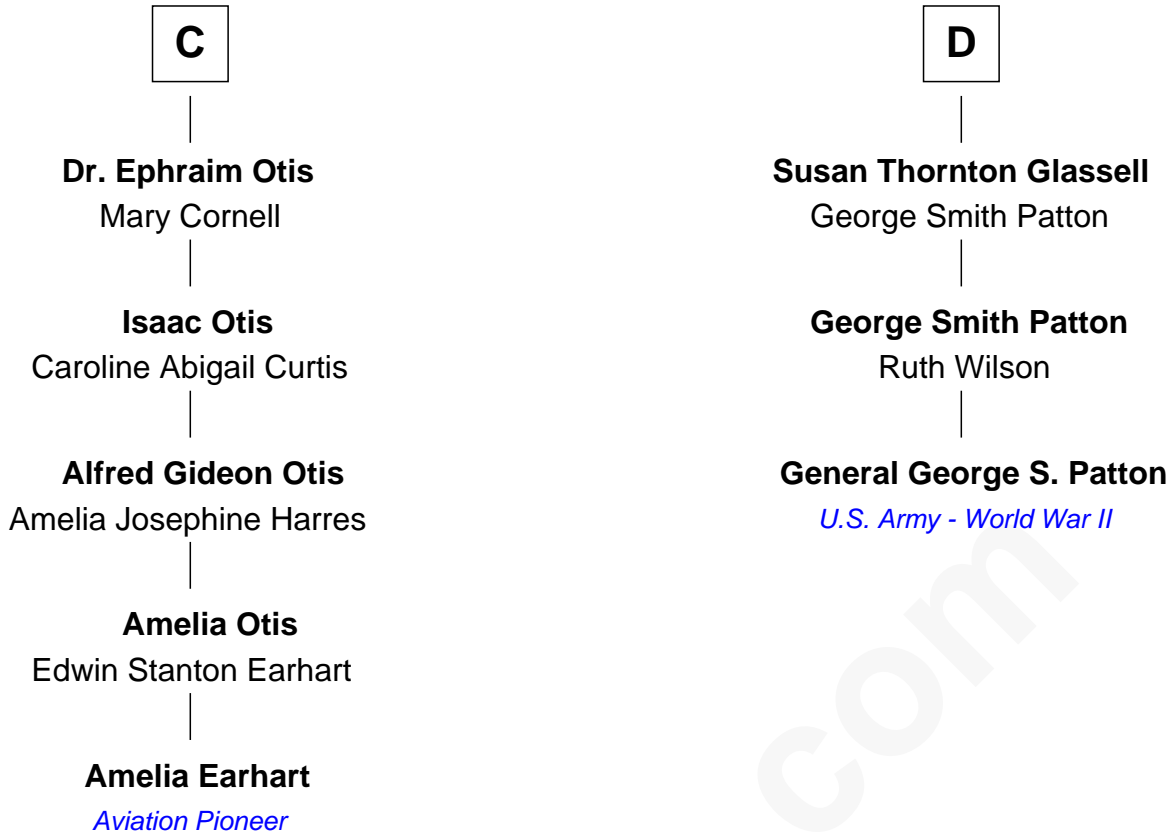 C
Dr. Ephraim Otis
Mary Cornell
Isaac Otis
Caroline Abigail Curtis
Alfred Gideon Otis
Amelia Josephine Harres
Amelia Otis
Edwin Stanton Earhart
Amelia Earhart
Aviation Pioneer
D
Susan Thornton Glassell
George Smith Patton
George Smith Patton
Ruth Wilson
General George S. Patton
U.S. Army - World War II
com